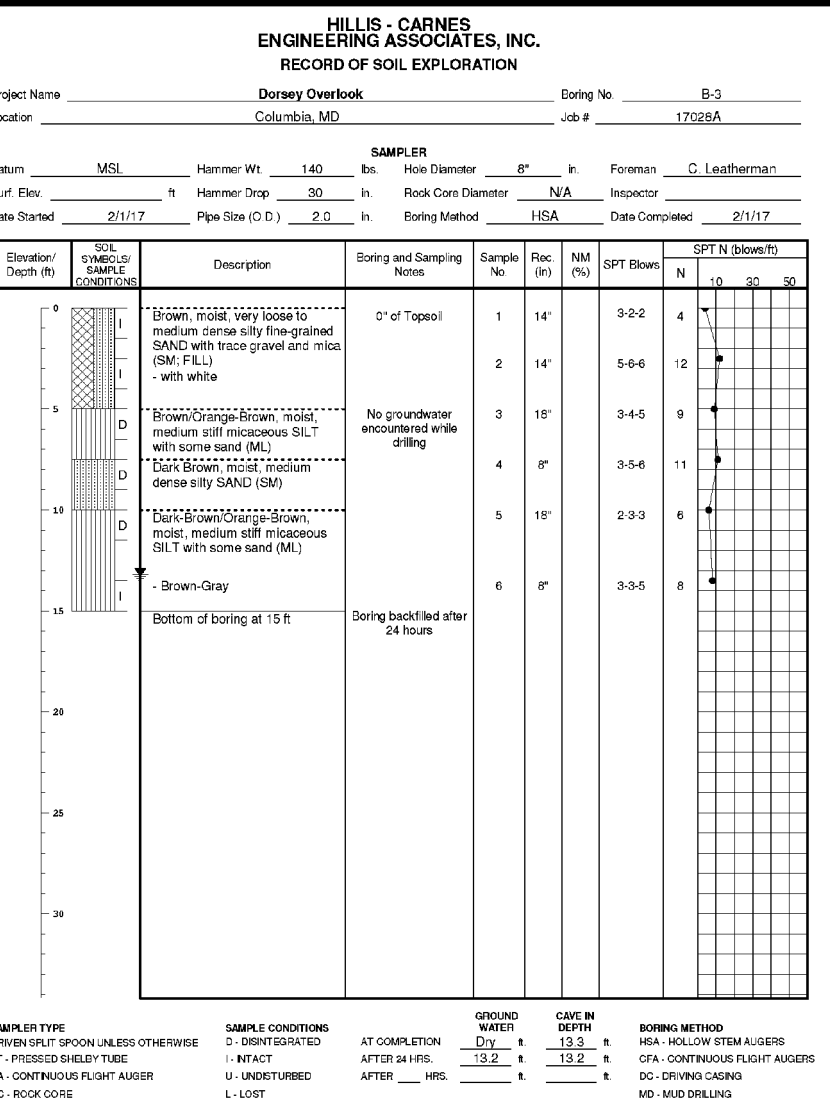 HILLIS - CARNES
ENGINEERING ASSOCIATES, INC.
RECORD OF SOIL EXPLORATION
roject Name Dorsey Overlook Boring No. B-3
ocation Columbia, MD Job # 17028A
SAMPLER
atum MSL Hammer Wt. 140 lbs. Hole Diameter 8" in. Foreman C. Leatherman
urf. Elev. ft Hammer Drop 30 in. Rock Core Diameter N/A Inspector
ate Started 2/1/17 Pipe Size (O.D.) 2.0 in. Boring Method HSA Date Completed 2/1/17
Elevation/
Depth (ft)
SOIL
SYMBOLS/
SAMPLE
CONDITIONS
Description
Boring and Sampling
Notes
Sample
No.
Rec.
(in)
NM
(%)
SPT Blows
SPT N (blows/ft)
N
10 30 50
0
I
Brown, moist, very loose to
medium dense silty fine-grained
SAND with trace gravel and mica
(SM; FILL)
- with white
0" of Topsoil
1 14" 3-2-2 4
I
2 14" 5-6-6 12
5
D
Brown/Orange-Brown, moist,
medium stiff micaceous SILT
with some sand (ML)
No groundwater
encountered while
drilling
3 18" 3-4-5 9
D
Dark Brown, moist, medium
dense silty SAND (SM)
4 8" 3-5-6 11
10
D
Dark-Brown/Orange-Brown,
moist, medium stiff micaceous
SILT with some sand (ML)
5 18" 2-3-3 6
I
- Brown-Gray
6 8" 3-3-5 8
15
Bottom of boring at 15 ft
Boring backfilled after
24 hours
20
25
30
AMPLER TYPE
RIVEN SPLIT SPOON UNLESS OTHERWISE
T - PRESSED SHELBY TUBE
A - CONTINUOUS FLIGHT AUGER
C - ROCK CORE
SAMPLE CONDITIONS
D - DISINTEGRATED
I - INTACT
U - UNDISTURBED
L - LOST
GROUND
WATER
CAVE IN
DEPTH
AT COMPLETION Dry ft. 13.3 ft.
AFTER 24 HRS. 13.2 ft. 13.2 ft.
AFTER ___ HRS. ft. ft.
BORING METHOD
HSA - HOLLOW STEM AUGERS
CFA - CONTINUOUS FLIGHT AUGERS
DC - DRIVING CASING
MD - MUD DRILLING